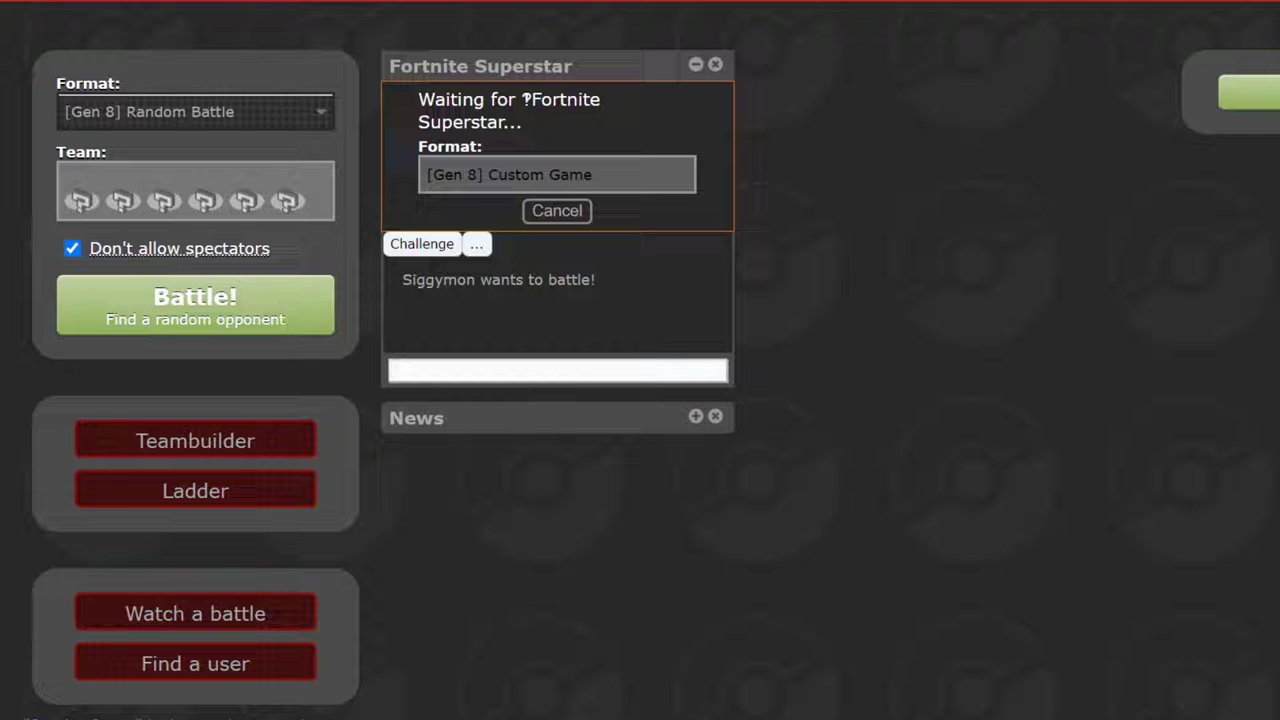 Format:
[Gen 8] Random Battle
Team:
Don't allow spectators
Battle!
Find a random opponent
Teambuilder
Ladder
Watch a battle
Find a user
Fortnite Superstar
Waiting for ‽Fortnite
Superstar...
Format:
[Gen 8] Custom Game
Cancel
Challenge ...
Siggymon wants to battle!
News